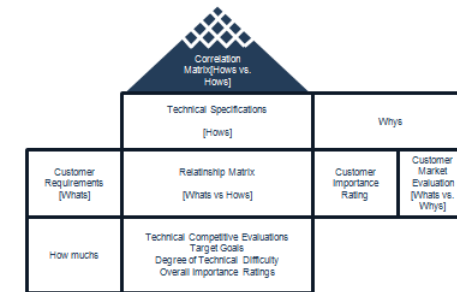 Correlation
Matrix[Hows vs.
Hows]
Technical Specifications
[Hows]
Whys
Customer
Requirements
[Whats]
Relatinship Matrix
[Whats vs Hows]
Customer
Importance
Rating
Customer
Market
Evaluation
[Whats vs.
Whys]
How muchs
Technical Competitive Evaluations
Target Goals
Degree of Technical Difficulty
Overall Importance Ratings